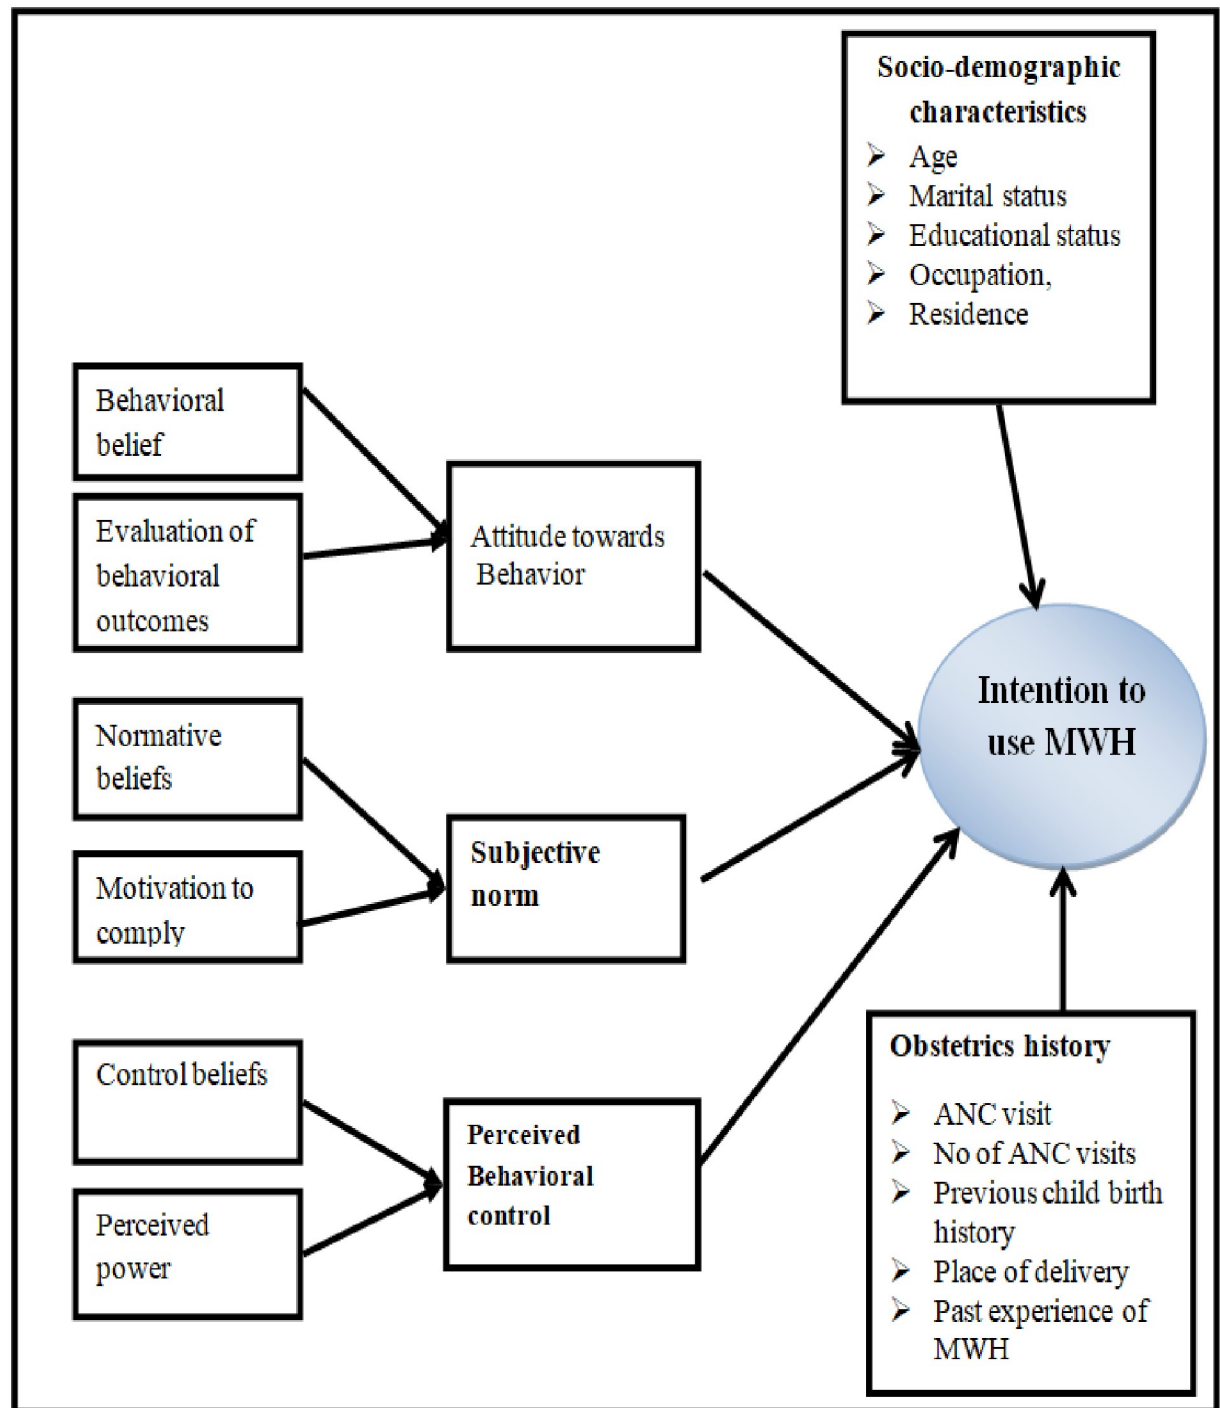 Socio-demographic
characteristics
➢ Age
➢ Marital status
➢ Educational status
➢ Occupation,
➢ Residence
Behavioral
belief
Evaluation of
behavioral
outcomes
Attitude towards
Behavior
Normative
beliefs
Motivation to
comply
Subjective
norm
Control beliefs
Perceived
power
Perceived
Behavioral
control
Intention to
use MWH
Obstetrics history
➢ ANC visit
➢ No of ANC visits
➢ Previous child birth
history
➢ Place of delivery
➢ Past experience of
MWH